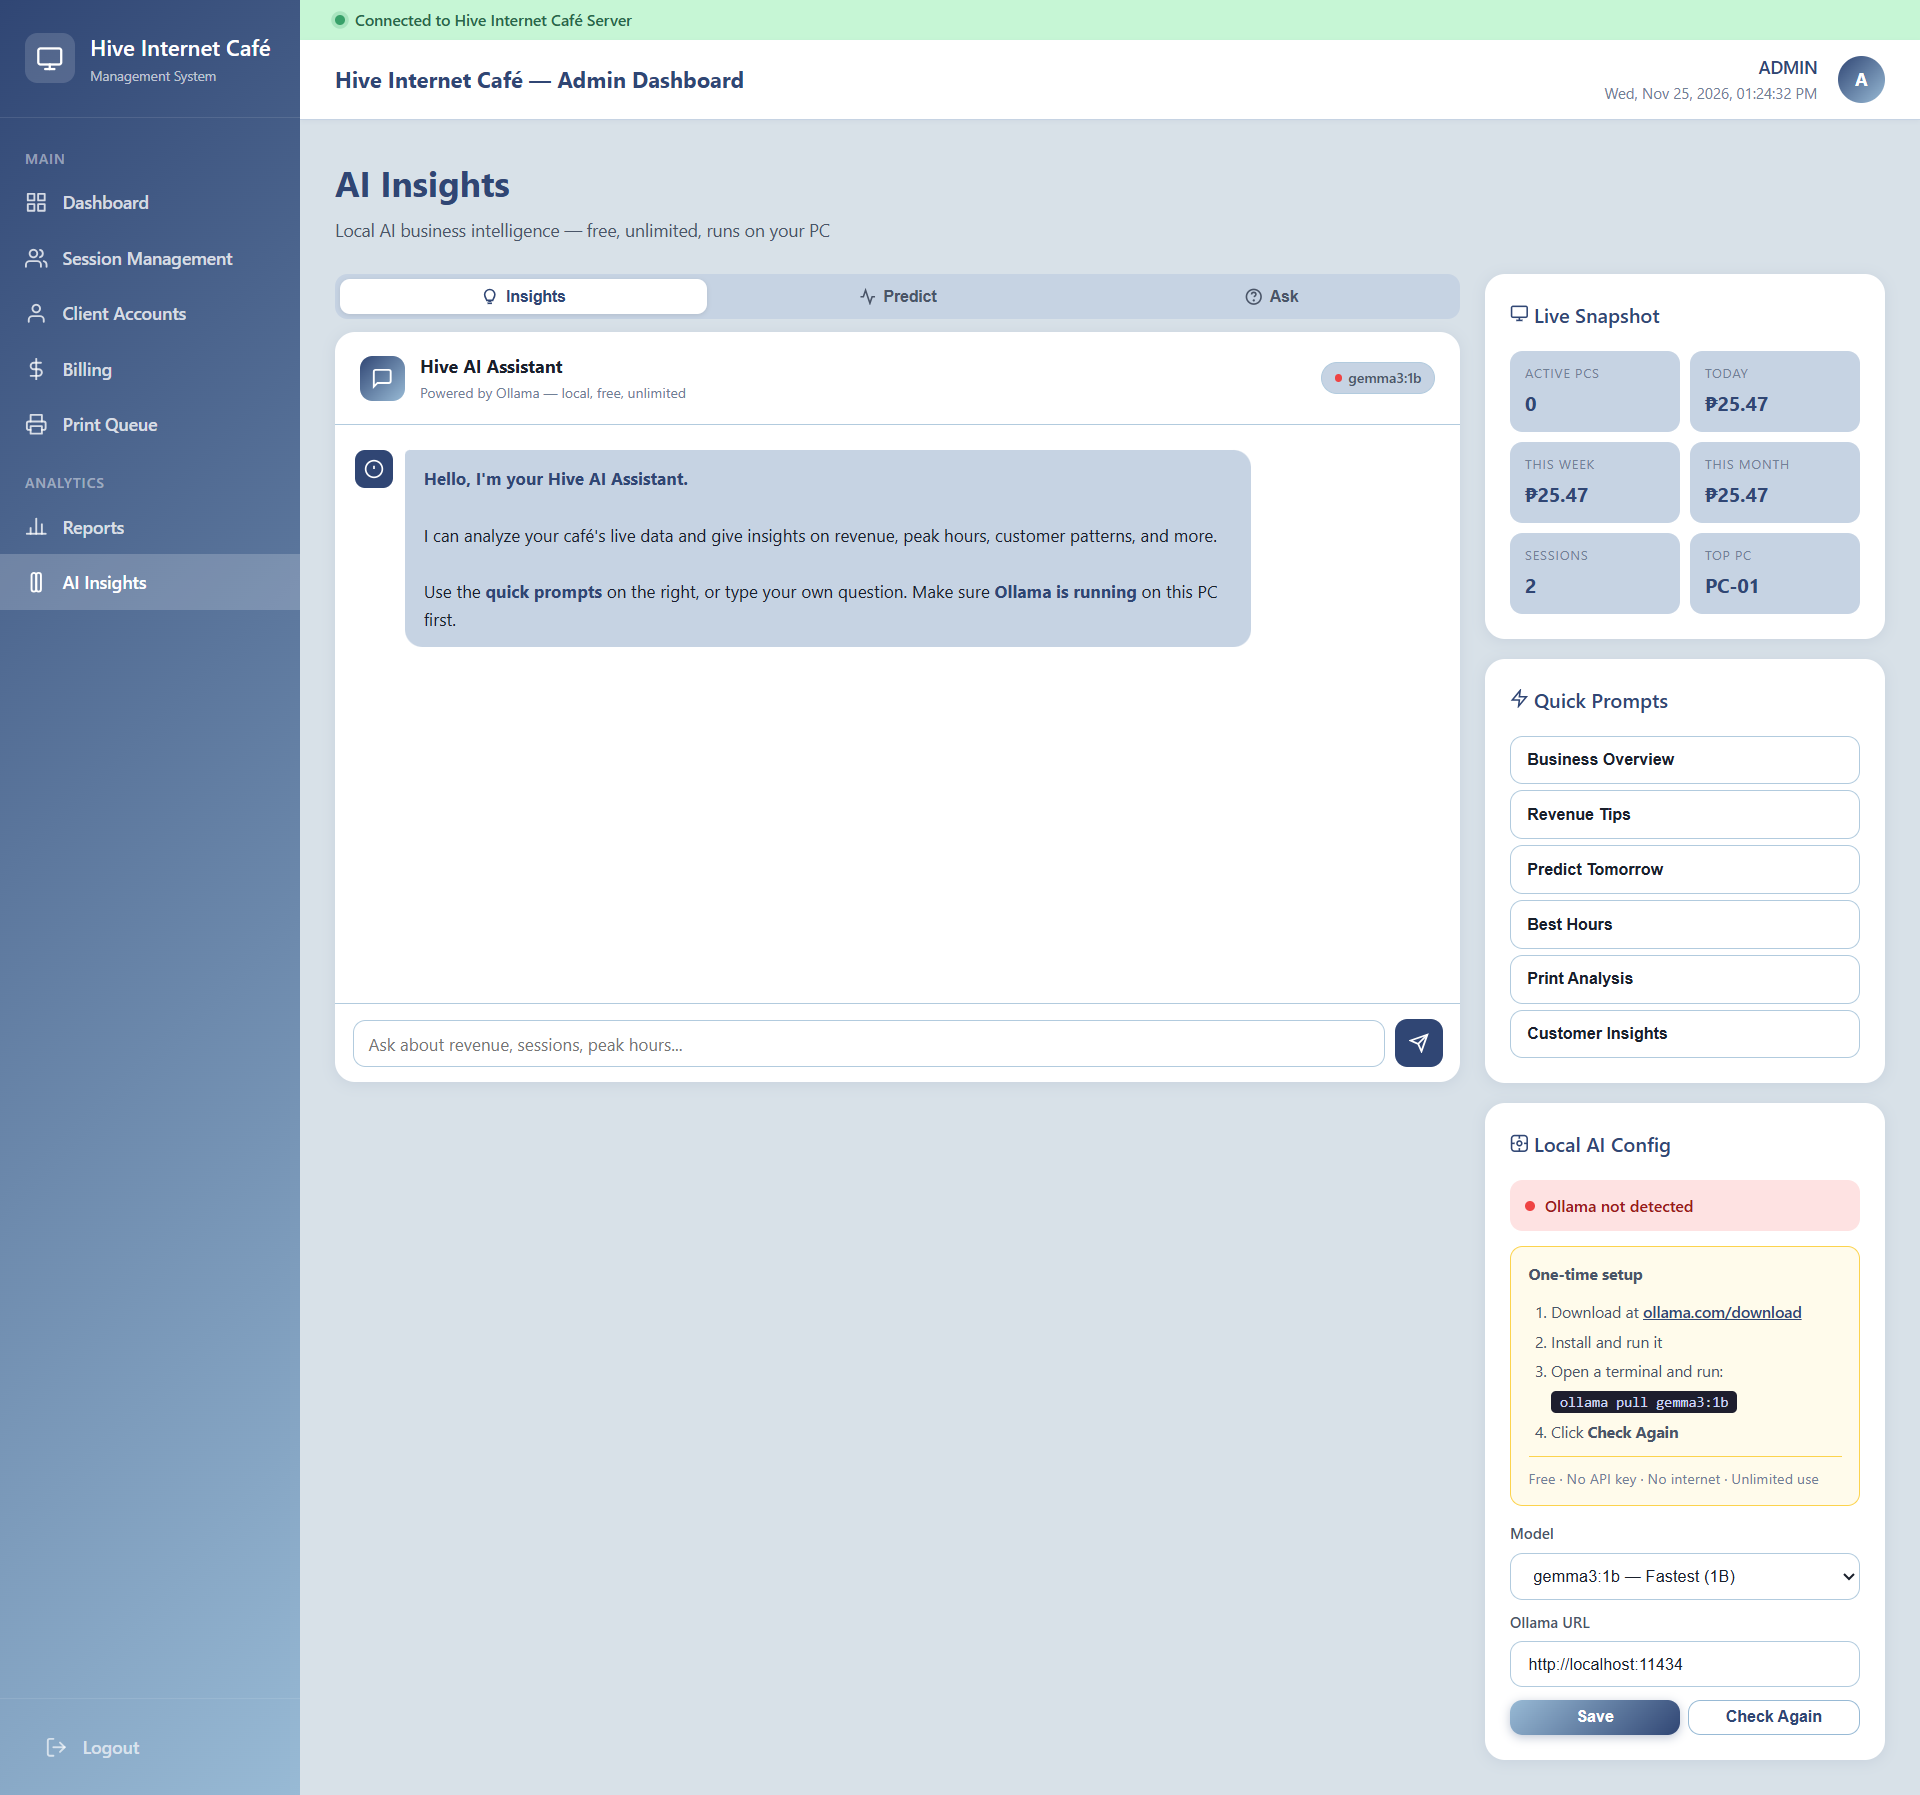 Hive Internet Café
Management System
MAIN
Dashboard
Session Management
Client Accounts
Billing
Print Queue
ANALYTICS
Reports
AI Insights
Logout
Connected to Hive Internet Café Server
Hive Internet Café — Admin Dashboard
ADMIN
Wed, Nov 25, 2026, 01:24:32 PM
A
AI Insights
Local AI business intelligence — free, unlimited, runs on your PC
Insights
Predict
Ask
Hive AI Assistant
Powered by Ollama — local, free, unlimited
gemma3:1b
Hello, I'm your Hive AI Assistant.
I can analyze your café's live data and give insights on revenue, peak hours, customer patterns, and more.
Use the quick prompts on the right, or type your own question. Make sure Ollama is running on this PC
first.
Ask about revenue, sessions, peak hours...
Live Snapshot
ACTIVE PCS
0
TODAY
₱25.47
THIS WEEK
₱25.47
THIS MONTH
₱25.47
SESSIONS
2
TOP PC
PC-01
Quick Prompts
Business Overview
Revenue Tips
Predict Tomorrow
Best Hours
Print Analysis
Customer Insights
Local AI Config
Ollama not detected
One-time setup
1. Download at ollama.com/download
2. Install and run it
3. Open a terminal and run:
ollama pull gemma3:1b
4. Click Check Again
Free · No API key · No internet · Unlimited use
Model
gemma3:1b — Fastest (1B)
Ollama URL
http://localhost:11434
Save
Check Again